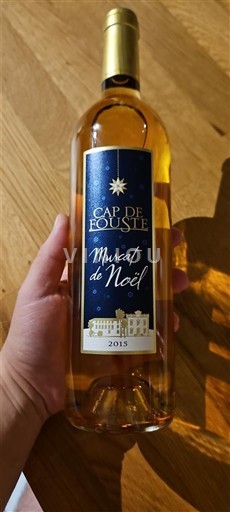 CAP DE
FOUSTE
Muscat
de Noël
2015